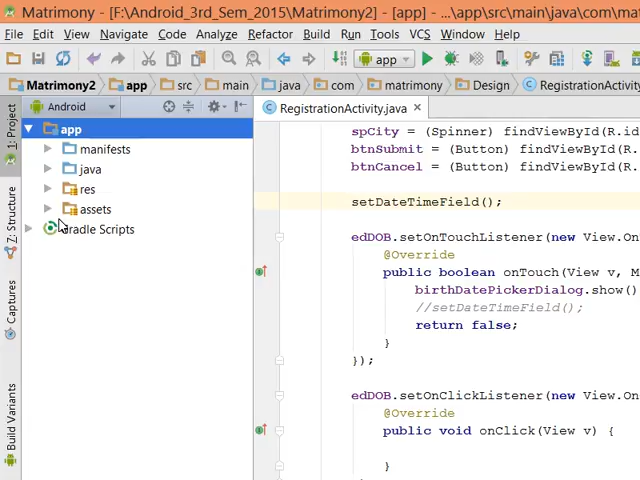 Matrimony2 - [F:\Android_3rd_Sem_2015\Matrimony2] - [app] - ...\app\src\main\java\com\mat
File Edit View Navigate Code Analyze Refactor Build Run Tools VCS Window Help
app
Matrimony2 app src main java com matrimony Design RegistrationActivity.
1: Project
Android
RegistrationActivity.java
app
manifests
java
res
assets
Gradle Scripts
Z: Structure
Captures
Build Variants
spCity = (Spinner) findViewById(R.id
btnSubmit = (Button) findViewById(R.
btnCancel = (Button) findViewById(R.
setDateTimeField();
edDOB.setOnTouchListener(new View.On
@Override
public boolean onTouch(View v, M
birthDatePickerDialog.show()
//setDateTimeField();
return false;
}
});
edDOB.setOnClickListener(new View.On
@Override
public void onClick(View v) {
}